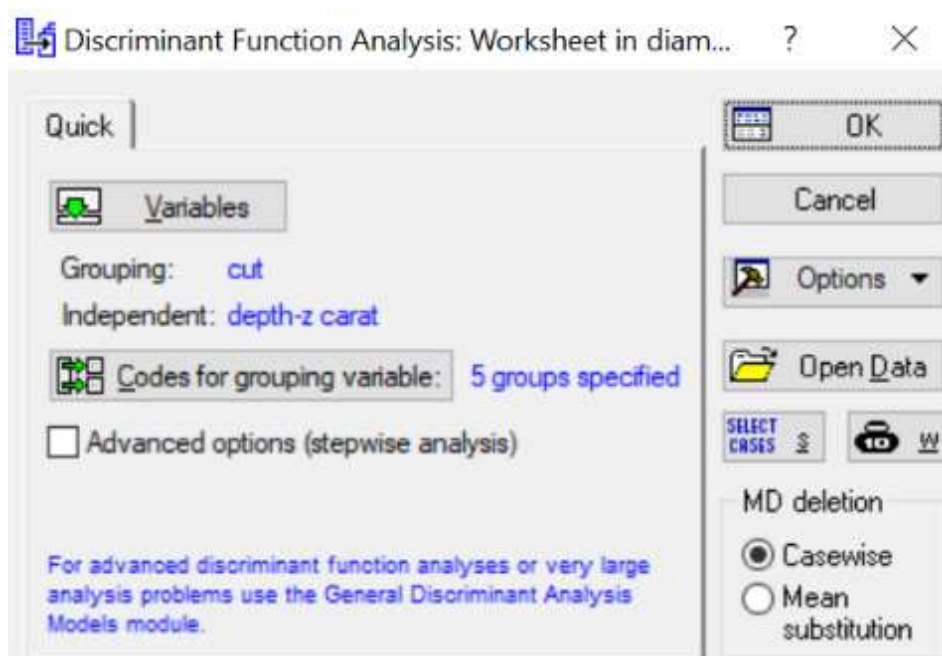 Discriminant Function Analysis: Worksheet in diam... ?
Quick
Variables
Grouping: cut
Independent: depth-z carat
Codes for grouping variable: 5 groups specified
Advanced options (stepwise analysis)
For advanced discriminant function analyses or very large
analysis problems use the General Discriminant Analysis
Models module.
OK
Cancel
Options
Open Data
SELECT
CASES S
10 W
MD deletion
Casewise
Mean
substitution